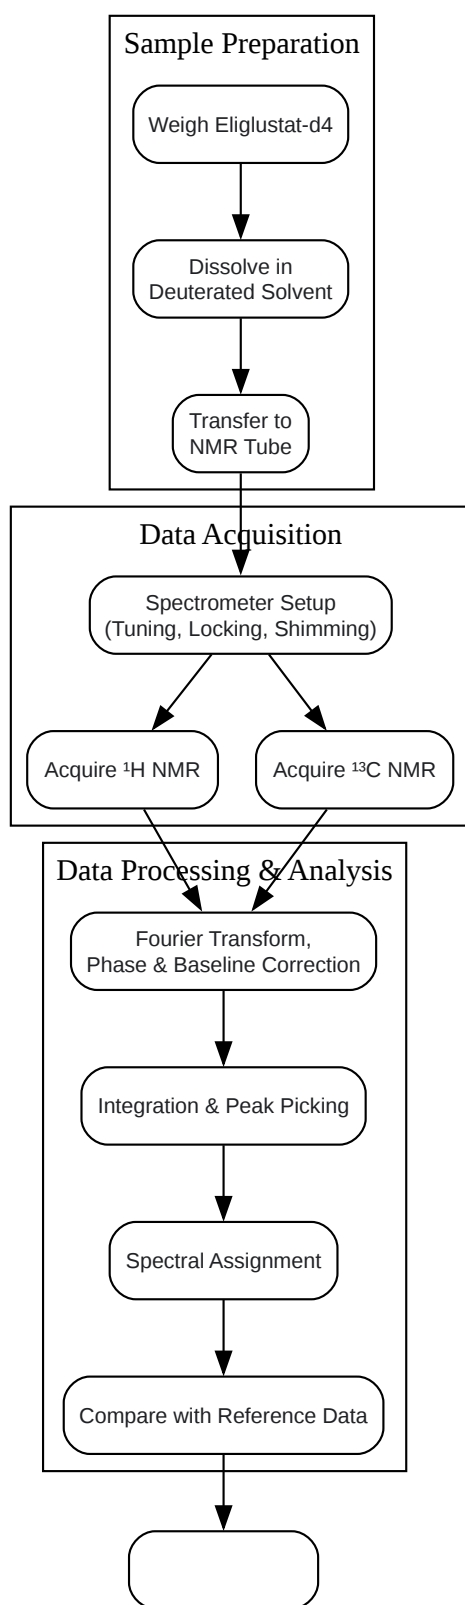 Sample Preparation
Weigh Eliglustat-d4
Dissolve in
Deuterated Solvent
Transfer to
NMR Tube
Data Acquisition
Spectrometer Setup
(Tuning, Locking, Shimming)
Acquire ¹H NMR
Acquire ¹³C NMR
Data Processing & Analysis
Fourier Transform,
Phase & Baseline Correction
Integration & Peak Picking
Spectral Assignment
Compare with Reference Data